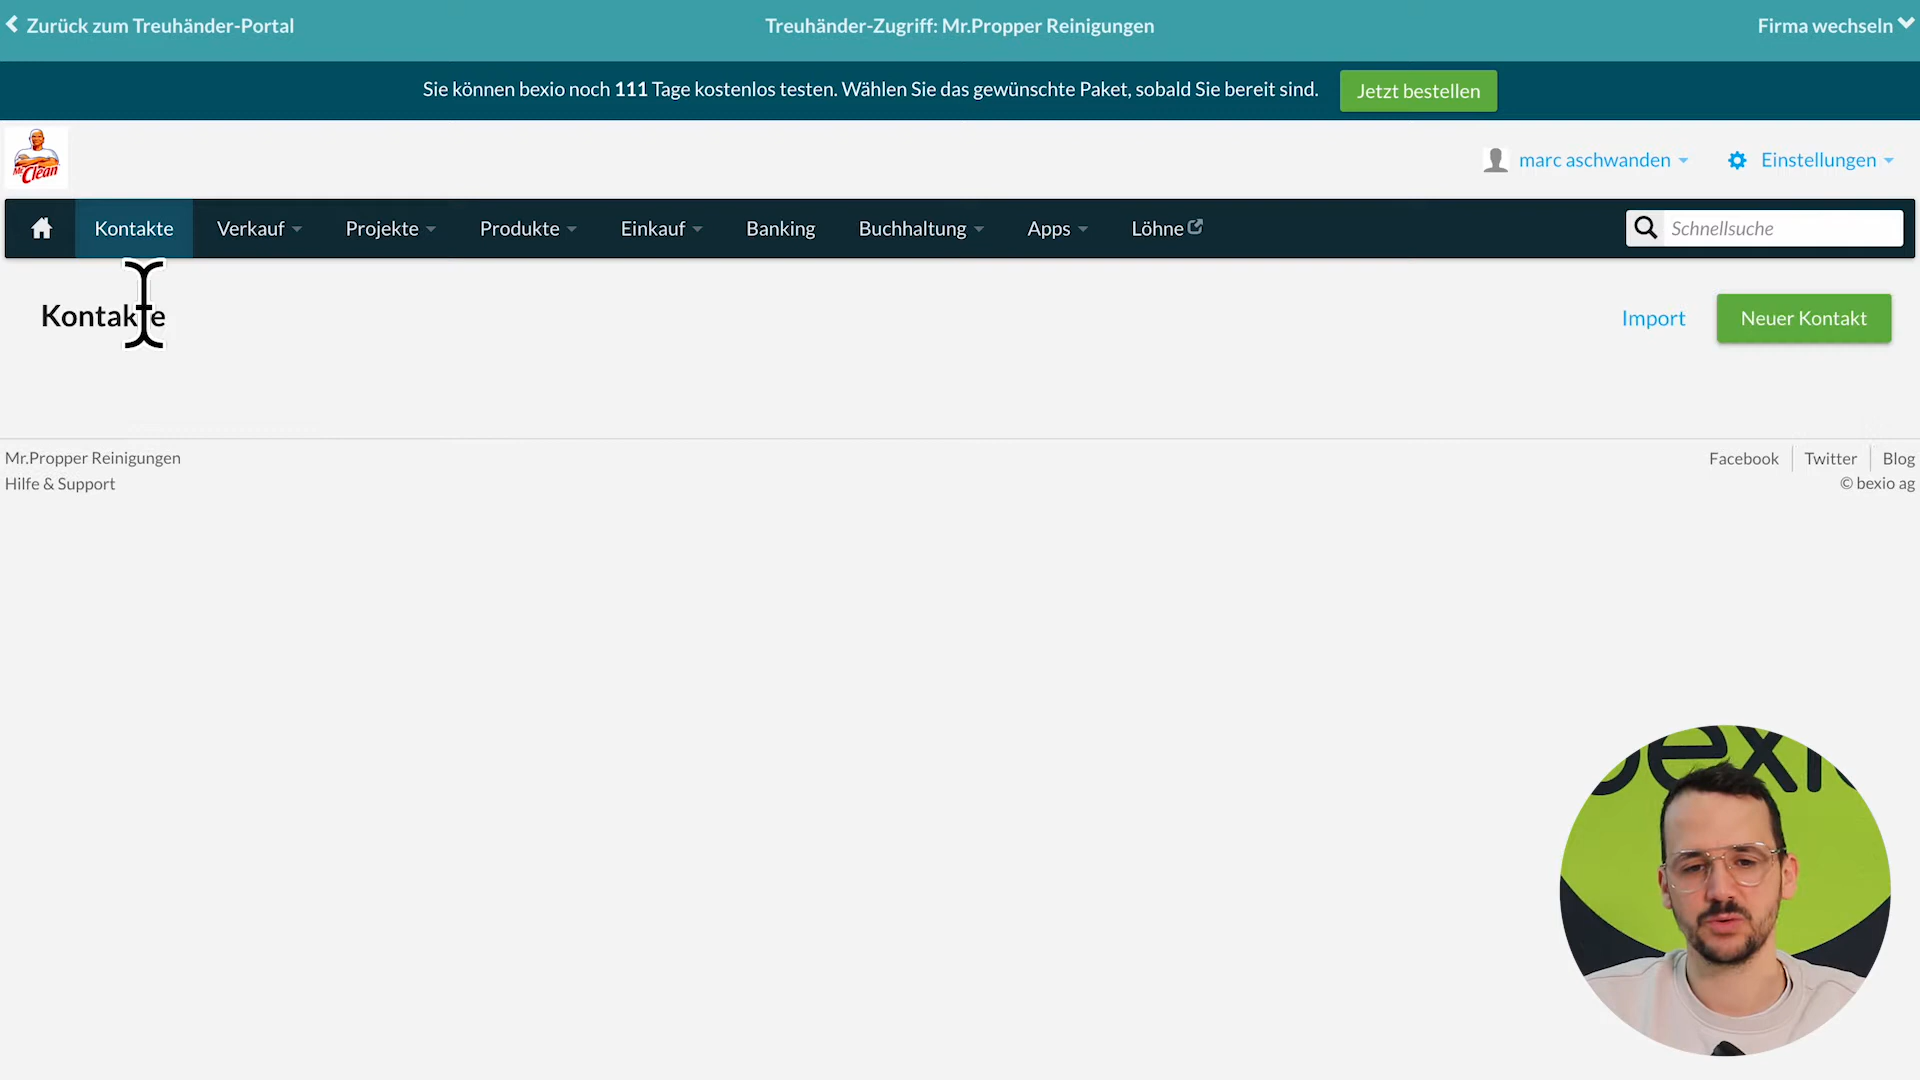 Zurück zum Treuhänder-Portal
Treuhänder-Zugriff: Mr.Propper Reinigungen
Firma wechseln
Sie können bexio noch 111 Tage kostenlos testen. Wählen Sie das gewünschte Paket, sobald Sie bereit sind.
Jetzt bestellen
Mr. Clean
marc aschwanden
Einstellungen
Kontakte
Verkauf
Projekte
Produkte
Einkauf
Banking
Buchhaltung
Apps
Löhne
Schnellsuche
Kontakte
Import
Neuer Kontakt
Mr.Propper Reinigungen
Hilfe & Support
Facebook
Twitter
Blog
© bexio ag
bexio